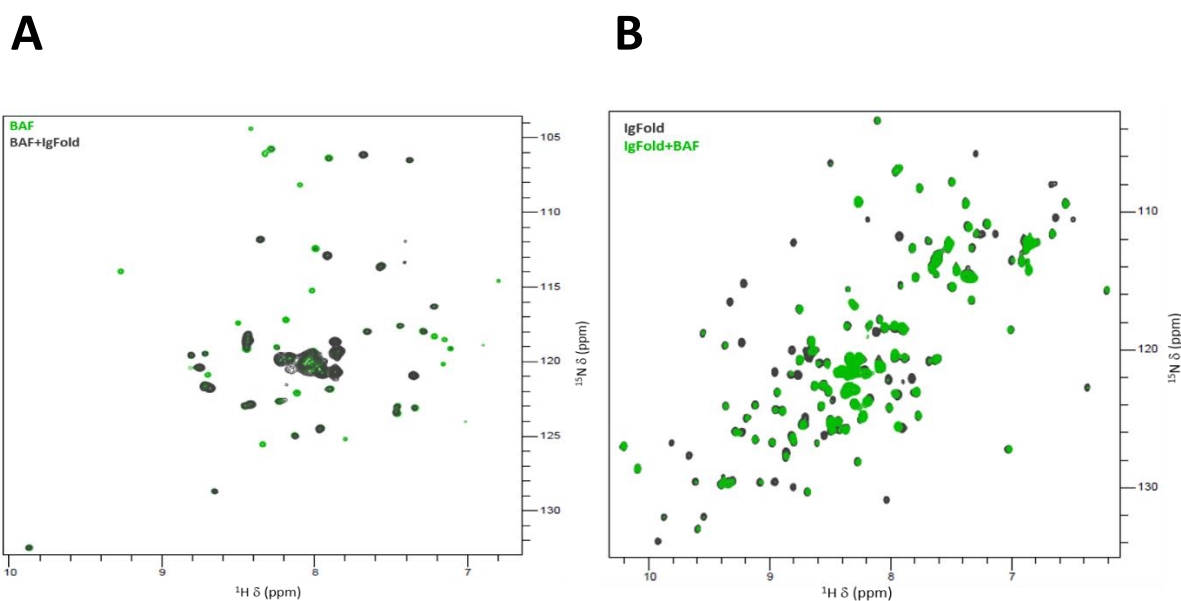 A
B
BAF
BAF+IgFold
IgFold
IgFold+BAF
105
110
115
120
125
130
¹⁵N δ (ppm)
10
9
8
7
¹H δ (ppm)
110
120
130
¹⁵N δ (ppm)
10
9
8
7
¹H δ (ppm)